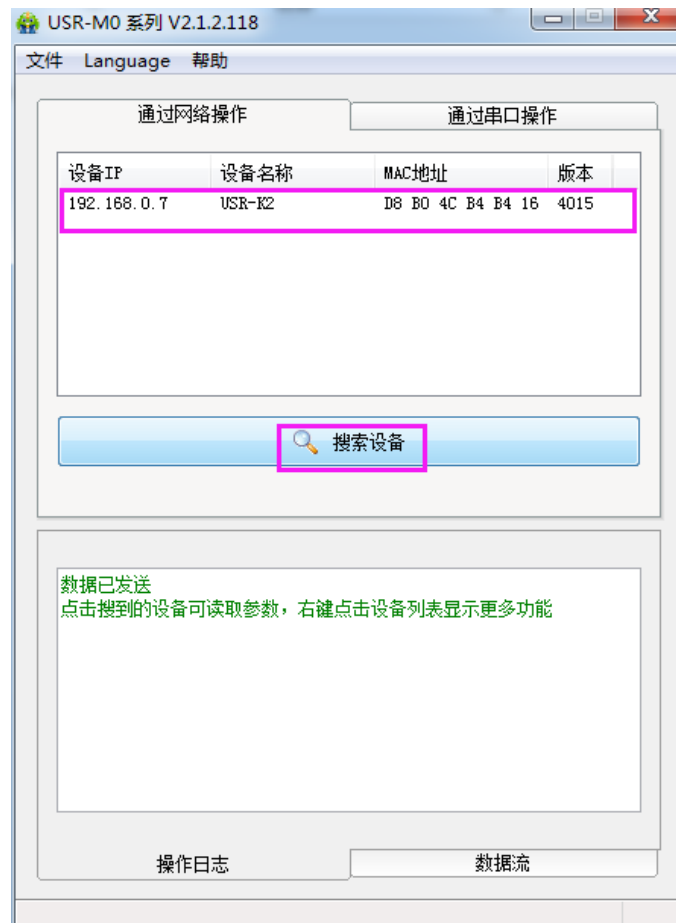 USR-M0 系列 V2.1.2.118
文件 Language 帮助
通过网络操作 通过串口操作
设备IP 设备名称 MAC地址 版本
192.168.0.7 USR-K2 D8 B0 4C B4 B4 16 4015
搜索设备
数据已发送
点击搜到的设备可读取参数，右键点击设备列表显示更多功能
操作日志 数据流